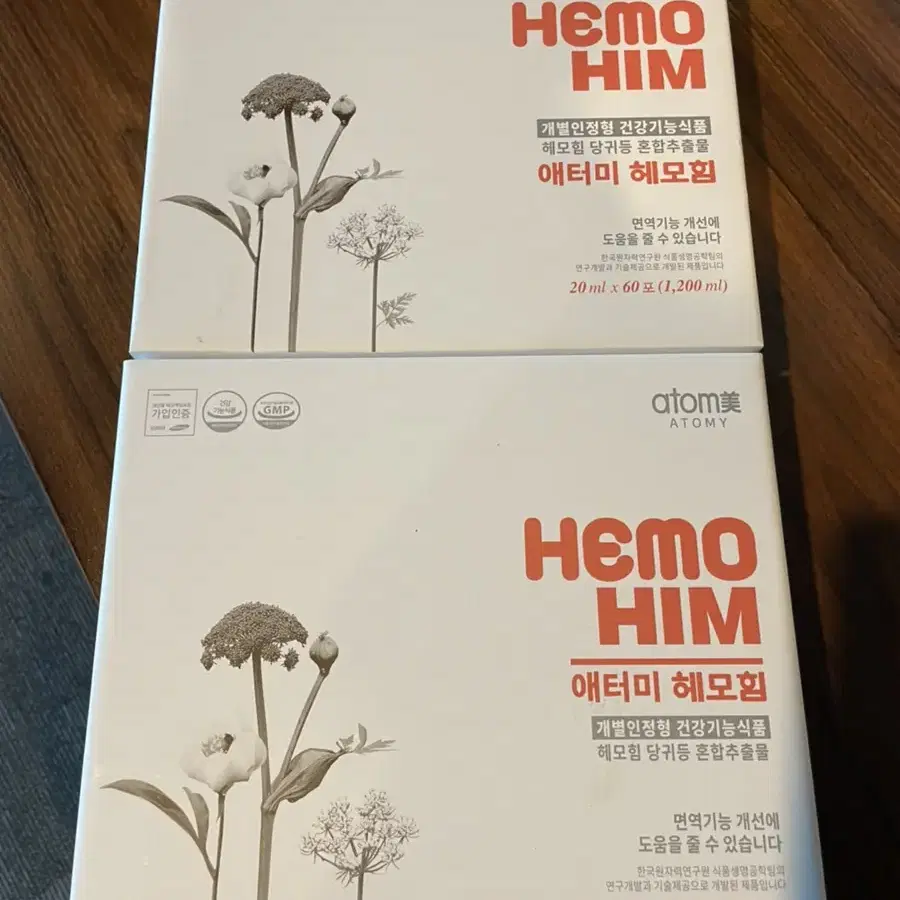 HEMO
HIM
개별인정형 건강기능식품
헤모힘 당귀등 혼합추출물
애터미 헤모힘
면역기능 개선에
도움을 줄 수 있습니다
한국원자력연구원 식품생명공학팀의
연구개발과 기술제공으로 개발된 제품입니다
20 ml x 60 포 (1,200 ml)
가입인증
건강
기능식품
GMP
atom美
ATOMY
HEMO
HIM
애터미 헤모힘
개별인정형 건강기능식품
헤모힘 당귀등 혼합추출물
면역기능 개선에
도움을 줄 수 있습니다
한국원자력연구원 식품생명공학팀의
연구개발과 기술제공으로 개발된 제품입니다